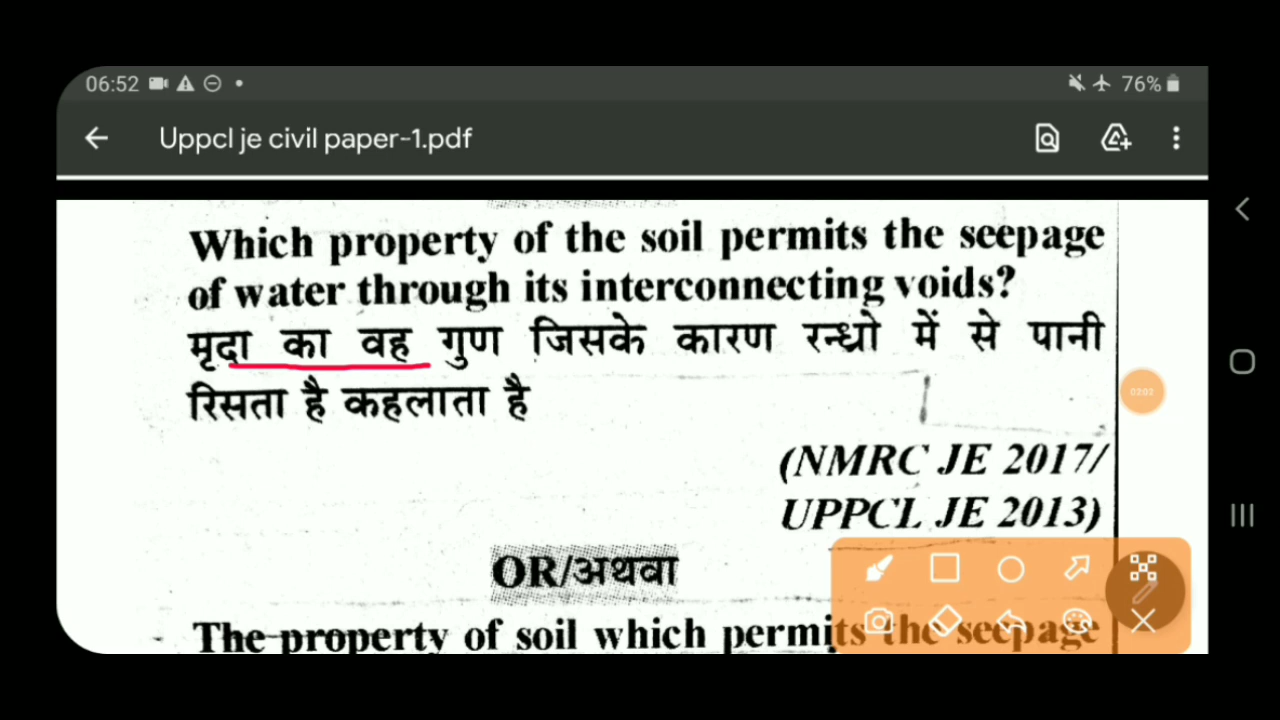 06:52
76%
Uppcl je civil paper-1.pdf
Which property of the soil permits the seepage
of water through its interconnecting voids?
मृदा का वह गुण जिसके कारण रन्ध्रो में से पानी
रिसता है कहलाता है
02:02
(NMRC JE 2017/
UPPCL JE 2013)
OR/अथवा
The property of soil which permits the seepage